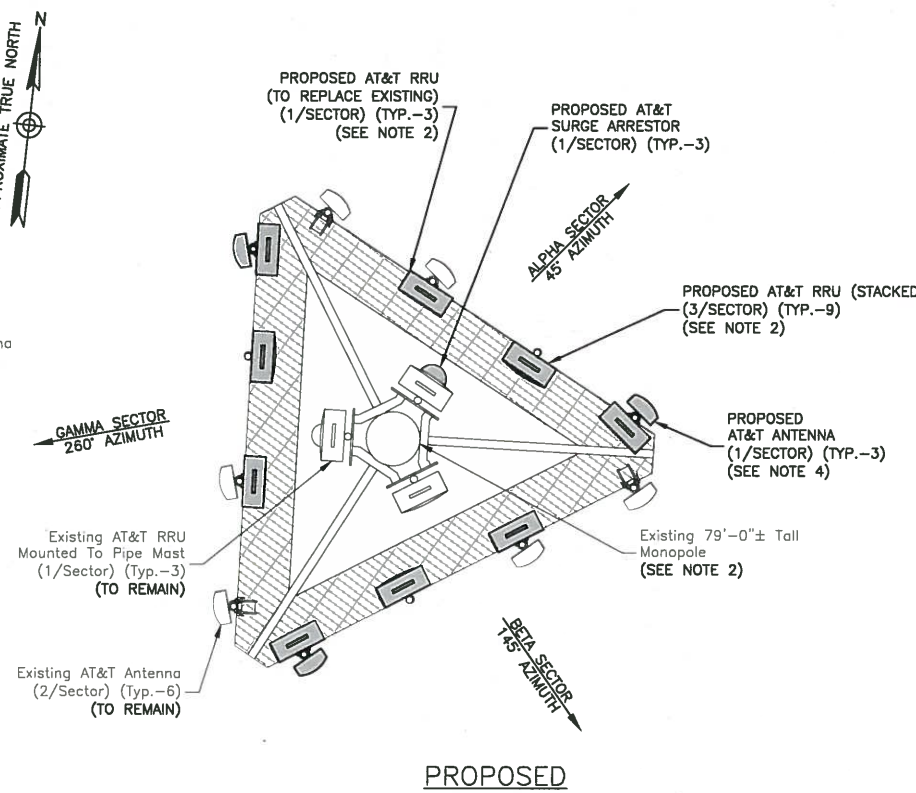 N
TRUE NORTH
PROPOSED AT&T RRU
(TO REPLACE EXISTING)
(1/SECTOR) (TYP.-3)
(SEE NOTE 2)
PROPOSED AT&T
SURGE ARRESTOR
(1/SECTOR) (TYP.-3)
ALPHA SECTOR
45° AZIMUTH
PROPOSED AT&T RRU (STACKED
(3/SECTOR) (TYP.-9)
(SEE NOTE 2)
GAMMA SECTOR
260° AZIMUTH
PROPOSED
AT&T ANTENNA
(1/SECTOR) (TYP.-3)
(SEE NOTE 4)
Existing AT&T RRU
Mounted To Pipe Mast
(1/Sector) (Typ.-3)
(TO REMAIN)
Existing 79'-0"± Tall
Monopole
(SEE NOTE 2)
BETA SECTOR
145° AZIMUTH
Existing AT&T Antenna
(2/Sector) (Typ.-6)
(TO REMAIN)
PROPOSED